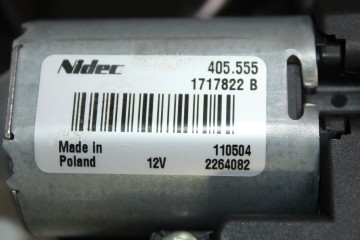 Nidec 405.555
1717822 B
Made in 110504
Poland 12V 2264082